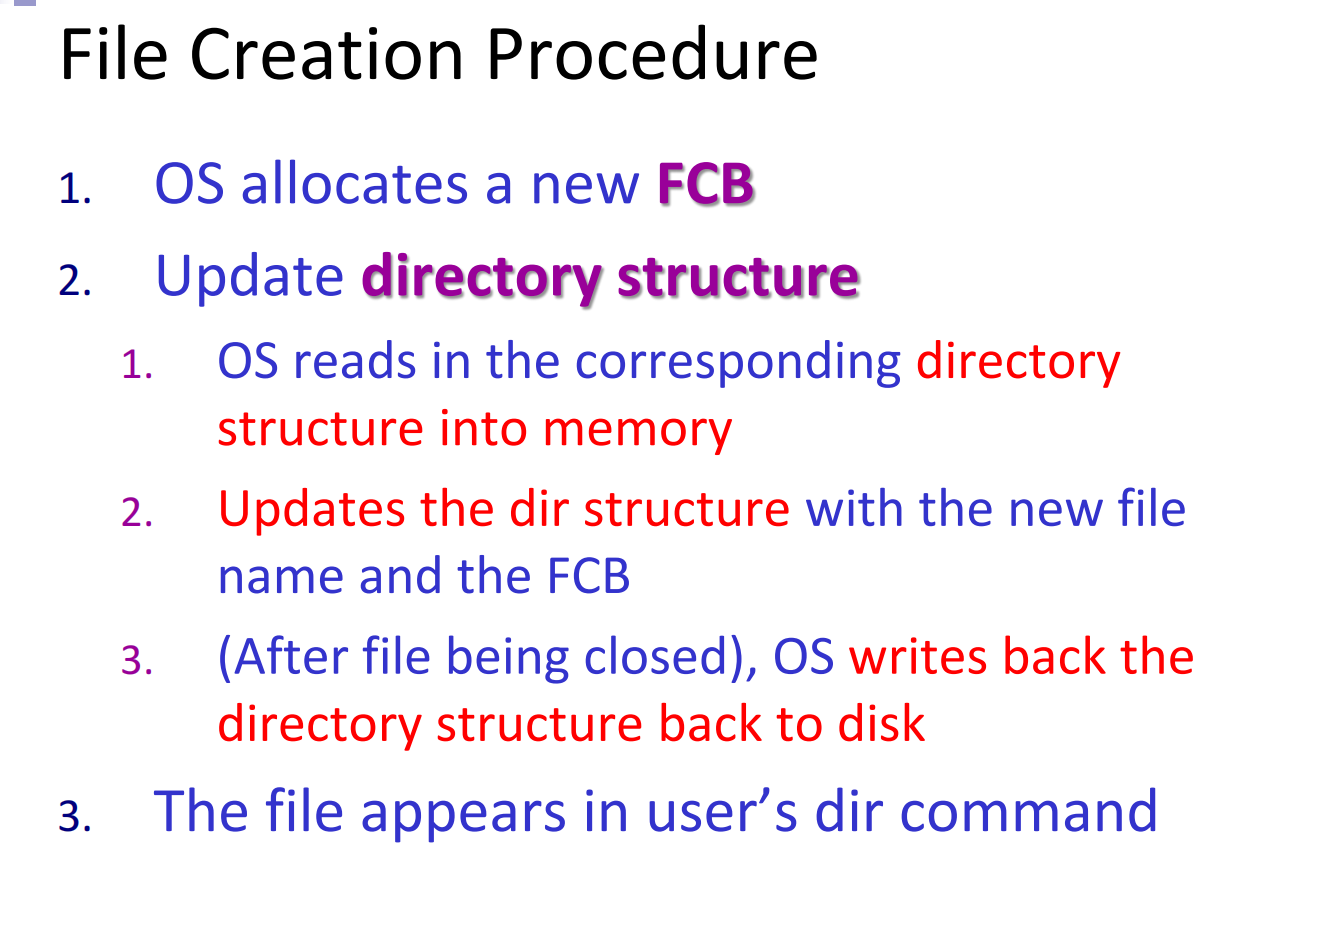 File Creation Procedure
1. OS allocates a new FCB
2. Update directory structure
1. OS reads in the corresponding directory
structure into memory
2. Updates the dir structure with the new file
name and the FCB
3. (After file being closed), OS writes back the
directory structure back to disk
3. The file appears in user’s dir command